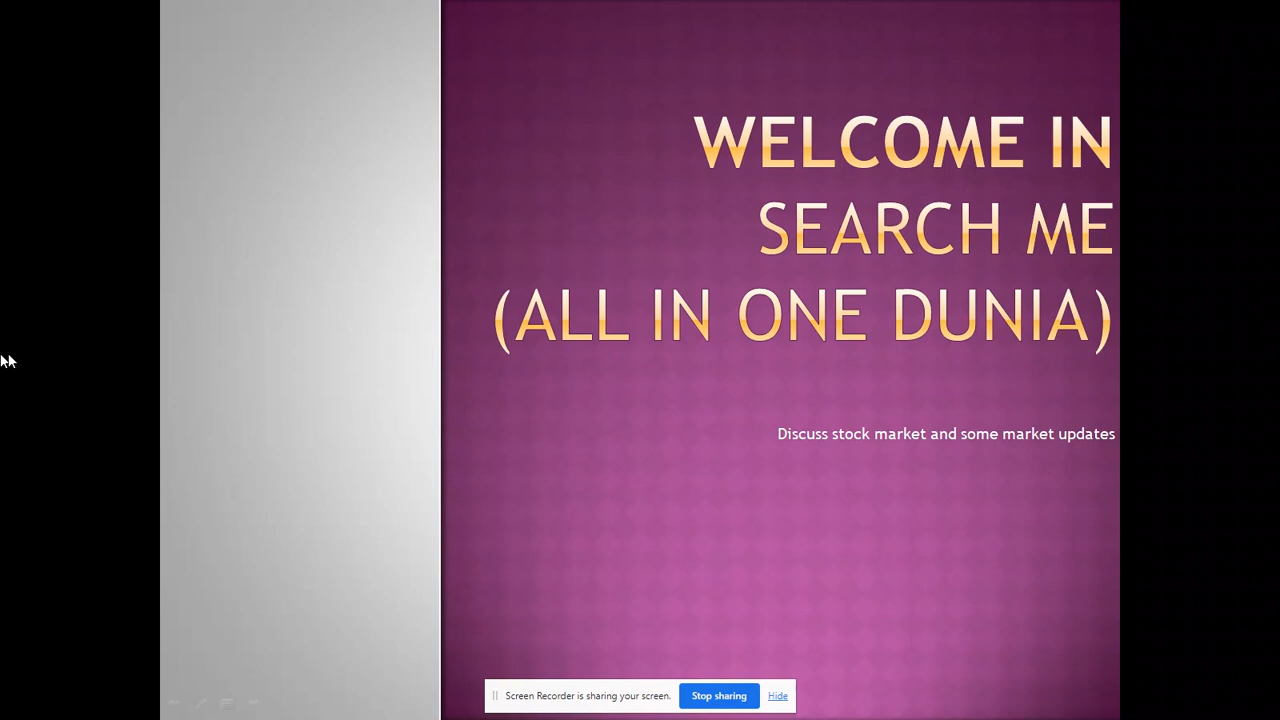 WELCOME IN
SEARCH ME
(ALL IN ONE DUNIA)
Discuss stock market and some market updates
Screen Recorder is sharing your screen. Stop sharing Hide